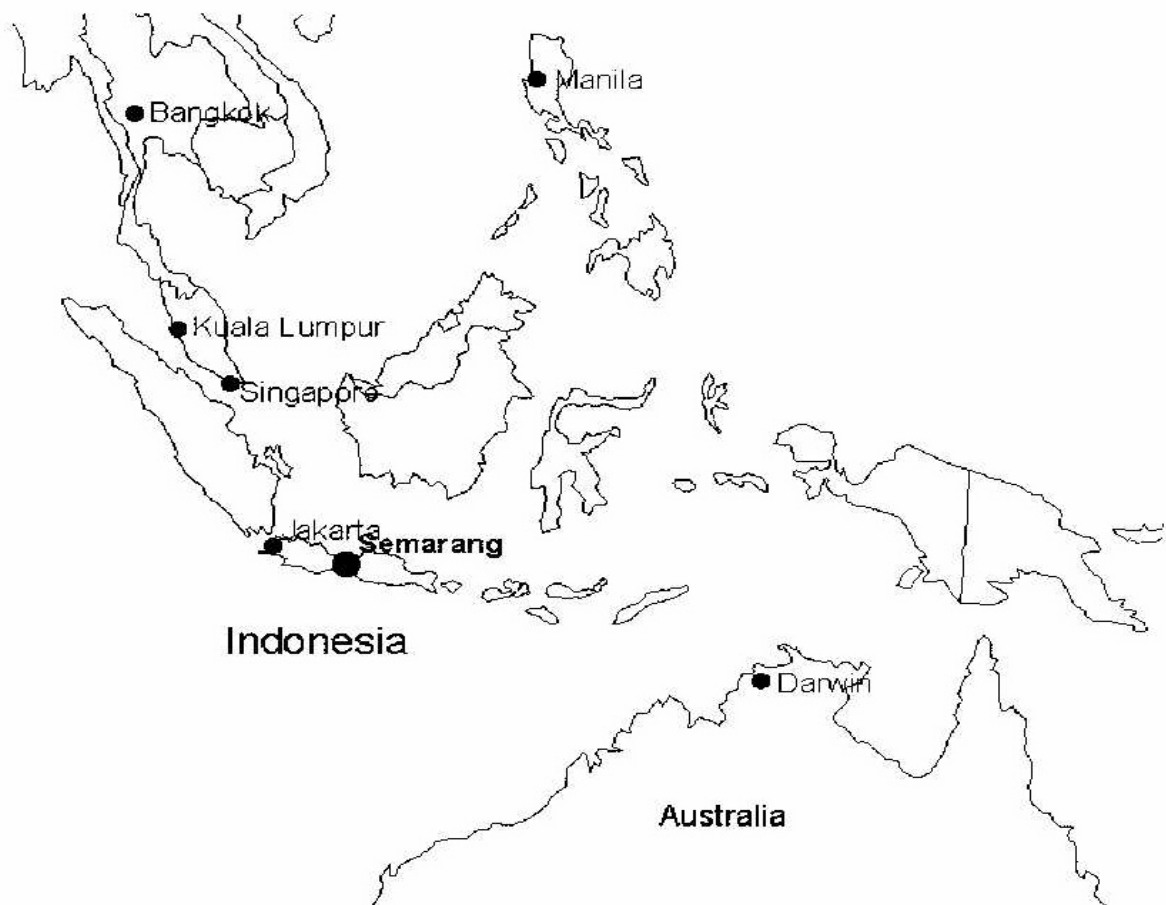 Manila
Bangkok
Kuala Lumpur
Singapore
Jakarta
Semarang
Indonesia
Darwin
Australia